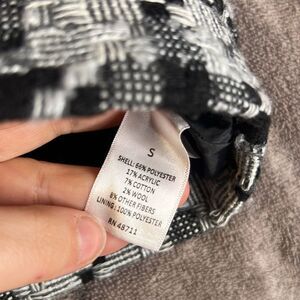 S
SHELL: 66% POLYESTER
17% ACRYLIC
7% COTTON
2% WOOL
8% OTHER FIBERS
LINING: 100% POLYESTER
RN 48711